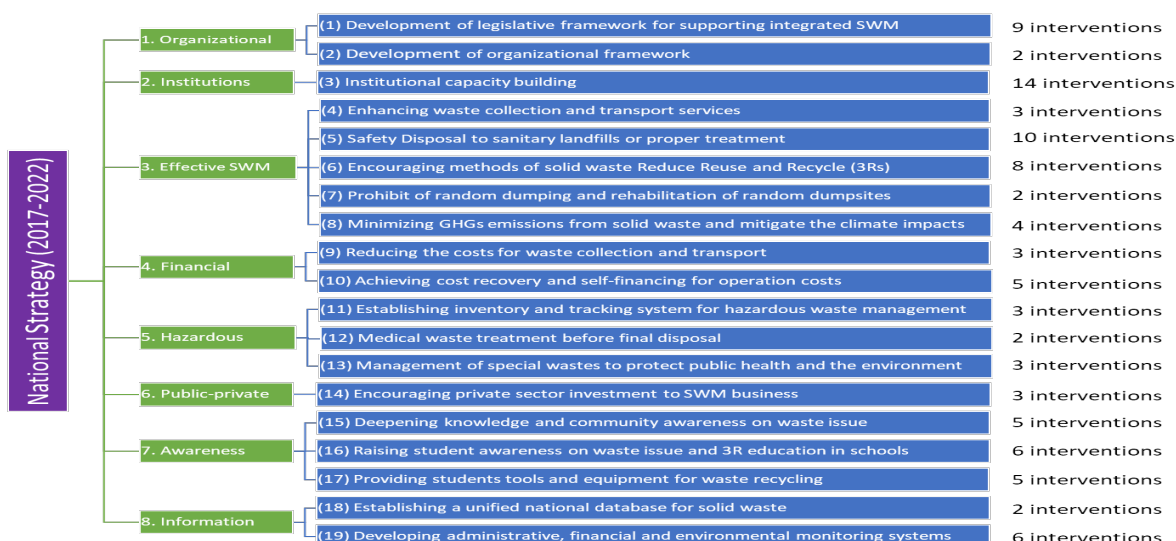 National Strategy (2017-2022)
1. Organizational
(1) Development of legislative framework for supporting integrated SWM
9 interventions
(2) Development of organizational framework
2 interventions
2. Institutions
(3) Institutional capacity building
14 interventions
3. Effective SWM
(4) Enhancing waste collection and transport services
3 interventions
(5) Safety Disposal to sanitary landfills or proper treatment
10 interventions
(6) Encouraging methods of solid waste Reduce Reuse and Recycle (3Rs)
8 interventions
(7) Prohibit of random dumping and rehabilitation of random dumpsites
2 interventions
(8) Minimizing GHGs emissions from solid waste and mitigate the climate impacts
4 interventions
4. Financial
(9) Reducing the costs for waste collection and transport
3 interventions
(10) Achieving cost recovery and self-financing for operation costs
5 interventions
5. Hazardous
(11) Establishing inventory and tracking system for hazardous waste management
3 interventions
(12) Medical waste treatment before final disposal
2 interventions
(13) Management of special wastes to protect public health and the environment
3 interventions
6. Public-private
(14) Encouraging private sector investment to SWM business
3 interventions
7. Awareness
(15) Deepening knowledge and community awareness on waste issue
5 interventions
(16) Raising student awareness on waste issue and 3R education in schools
6 interventions
(17) Providing students tools and equipment for waste recycling
5 interventions
8. Information
(18) Establishing a unified national database for solid waste
2 interventions
(19) Developing administrative, financial and environmental monitoring systems
6 interventions